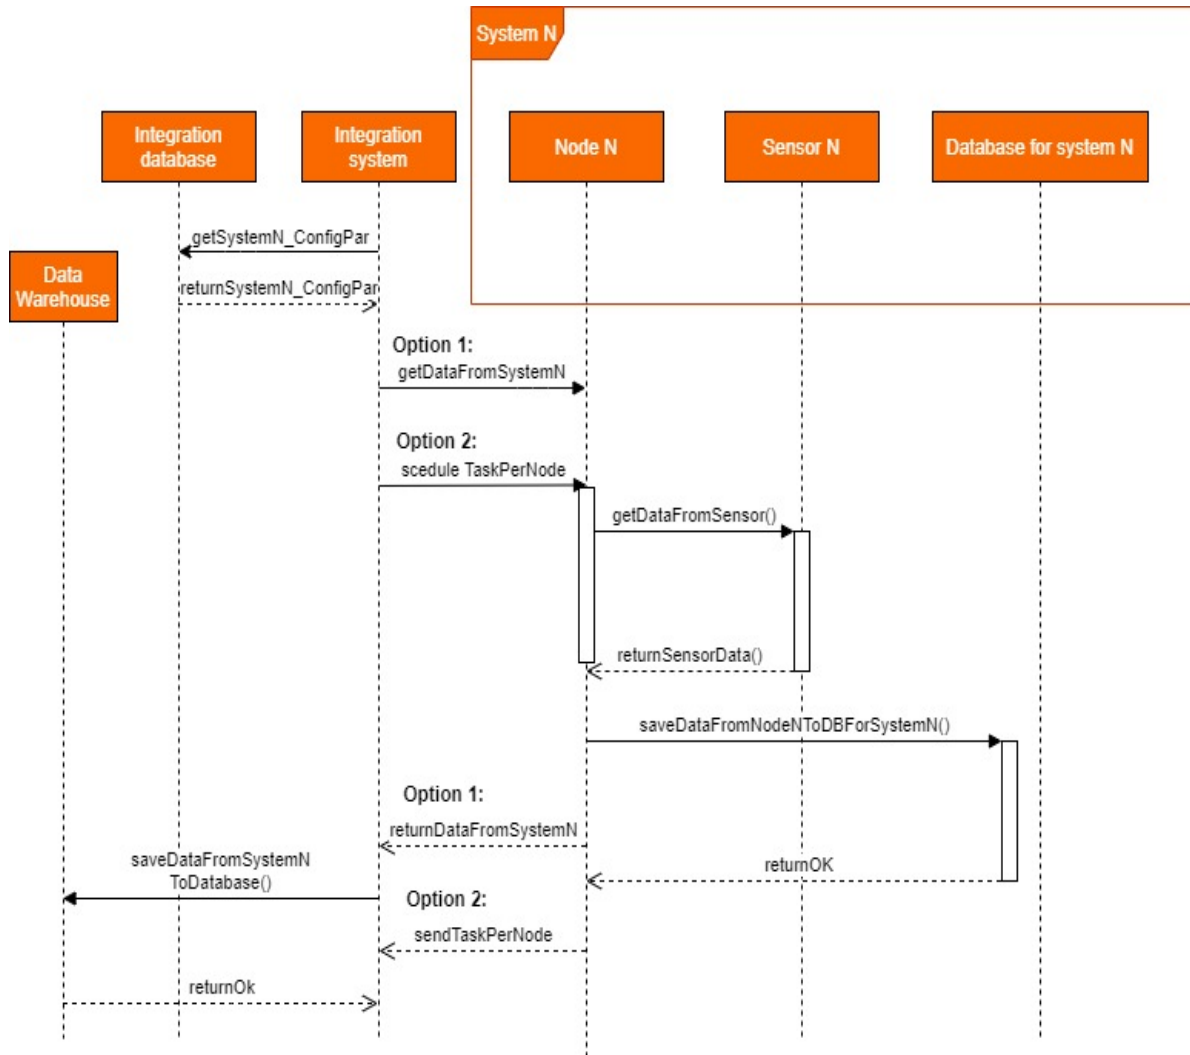 System N
Integration
database
Integration
system
Node N
Sensor N
Database for system N
getSystemN_ConfigPar
Data
Warehouse
returnSystemN_ConfigPar
Option 1:
getDataFromSystemN
Option 2:
scedule TaskPerNode
getDataFromSensor()
returnSensorData()
saveDataFromNodeNToDBForSystemN()
Option 1:
returnDataFromSystemN
saveDataFromSystemN
ToDatabase()
returnOK
Option 2:
sendTaskPerNode
returnOk